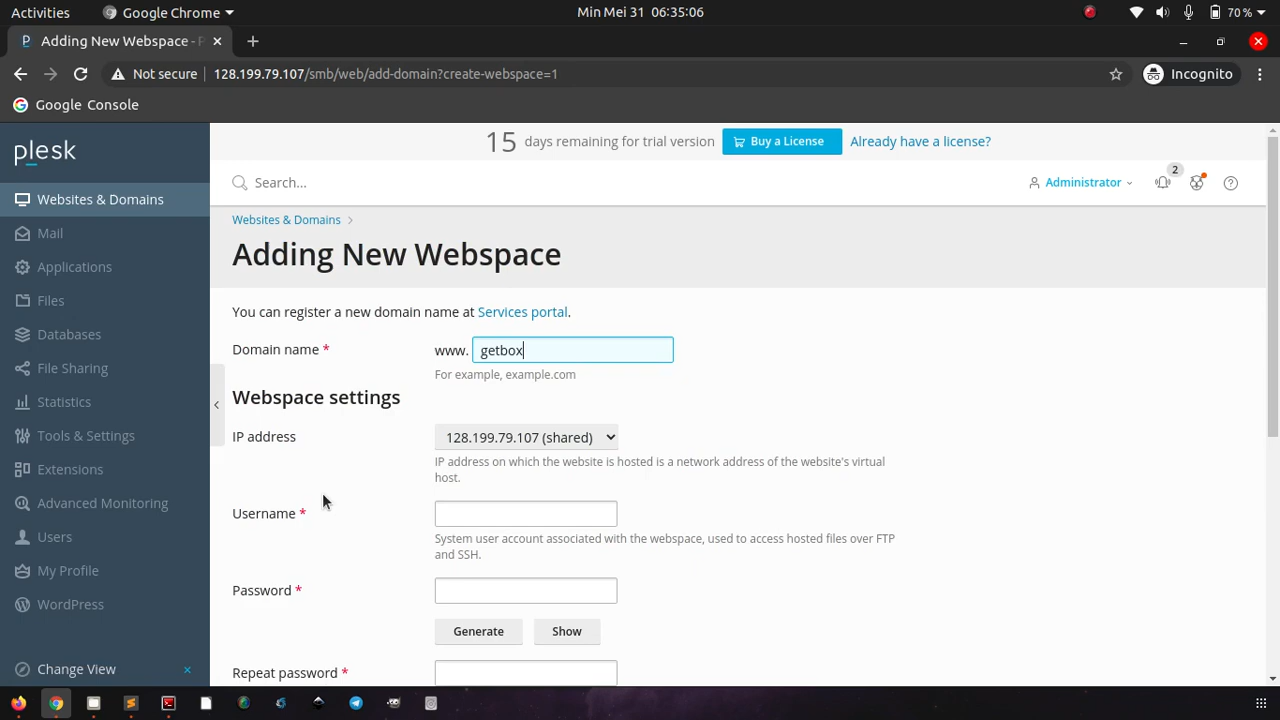 Activities
Google Chrome
Min Mei 31 06:35:06
70 %
Adding New Webspace - P
Not secure
128.199.79.107/smb/web/add-domain?create-webspace=1
Incognito
Google Console
plesk
15 days remaining for trial version
Buy a License
Already have a license?
Search...
Administrator
2
Websites & Domains
Mail
Applications
Files
Databases
File Sharing
Statistics
Tools & Settings
Extensions
Advanced Monitoring
Users
My Profile
WordPress
Change View
Websites & Domains
Adding New Webspace
You can register a new domain name at Services portal.
Domain name *
www. getbox
For example, example.com
Webspace settings
IP address
128.199.79.107 (shared)
IP address on which the website is hosted is a network address of the website's virtual
host.
Username *
System user account associated with the webspace, used to access hosted files over FTP
and SSH.
Password *
Generate
Show
Repeat password *